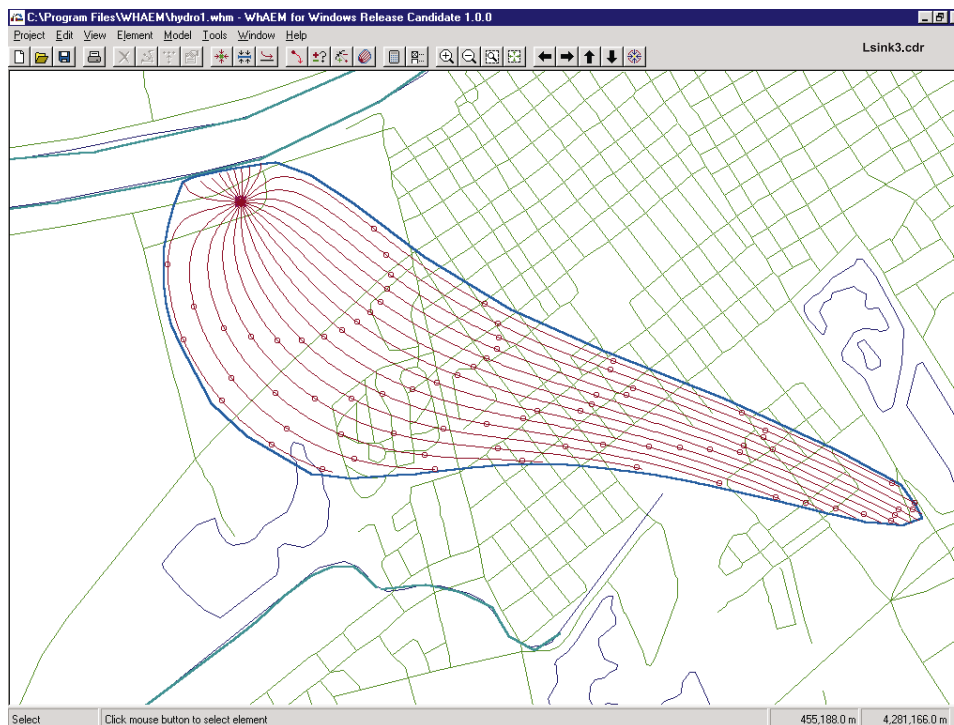 C:\Program Files\WHAEM\hydro1.whm - WhAEM for Windows Release Candidate 1.0.0
Project Edit View Element Model Tools Window Help
Lsink3.cdr
Select Click mouse button to select element 455,188.0 m 4,281,166.0 m